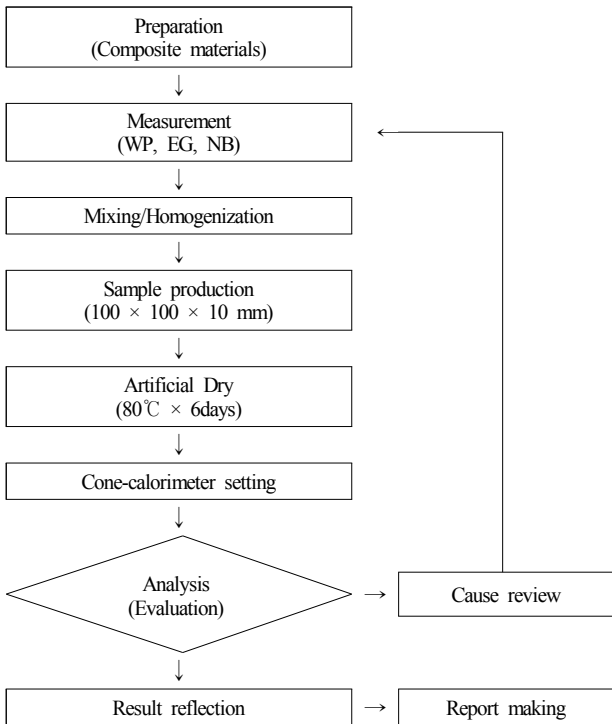 Preparation
(Composite materials)
Measurement
(WP, EG, NB)
Mixing/Homogenization
Sample production
(100 × 100 × 10 mm)
Artificial Dry
(80℃ × 6days)
Cone-calorimeter setting
Analysis
(Evaluation)
Cause review
Result reflection
Report making